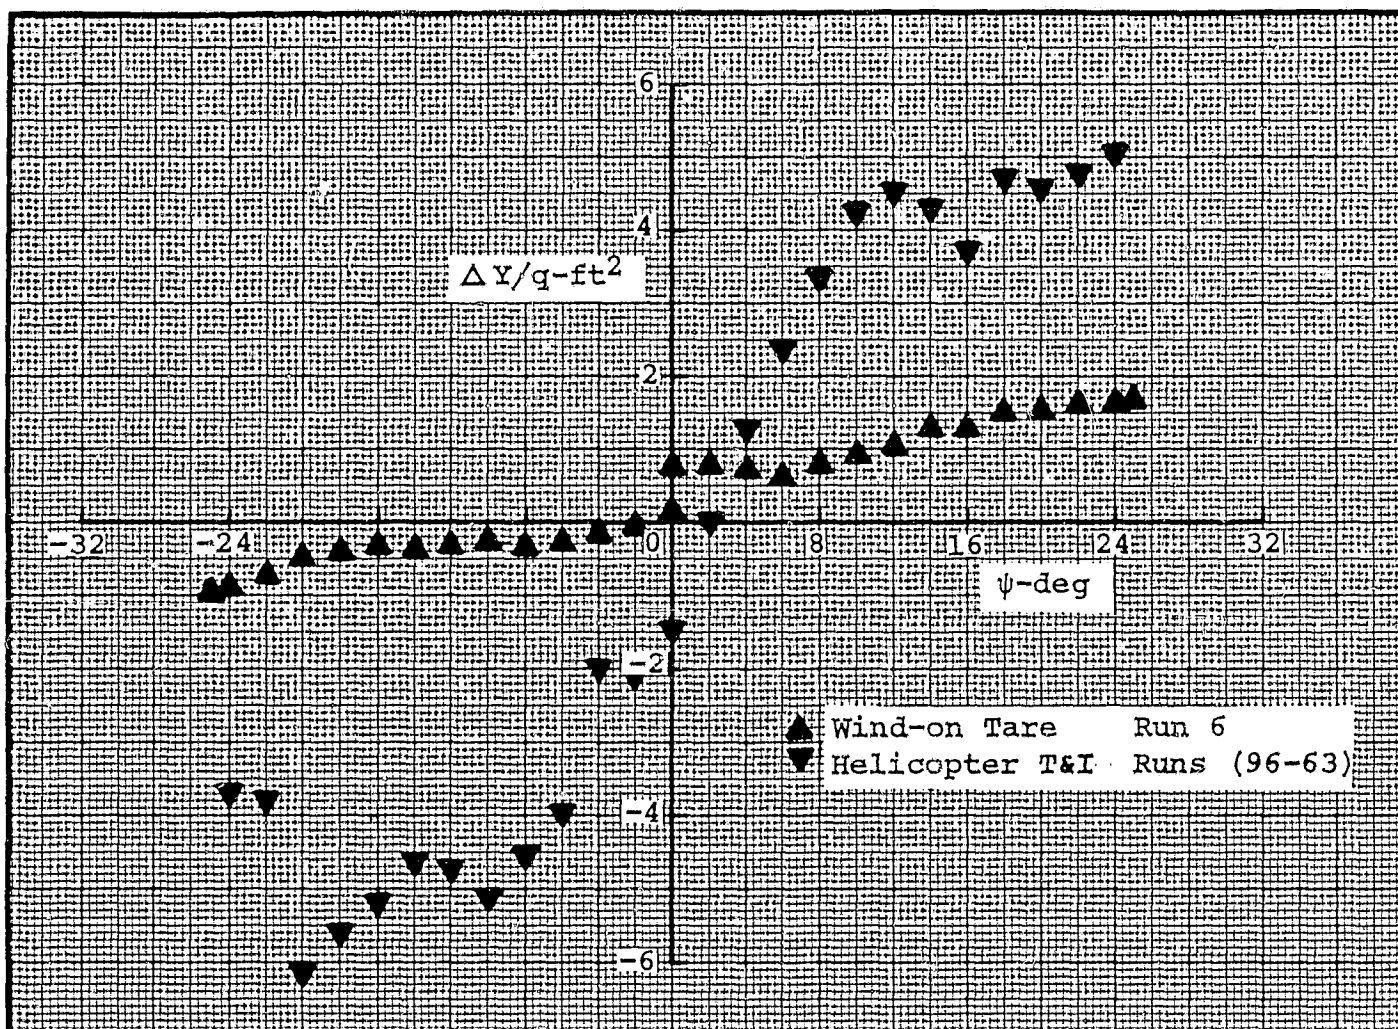 6
4
Δ Y/q-ft²
2
-32 -24 0 8 16 24 32
ψ-deg
-2
▲ Wind-on Tare Run 6
▼ Helicopter T&I Runs (96-63)
-4
-6